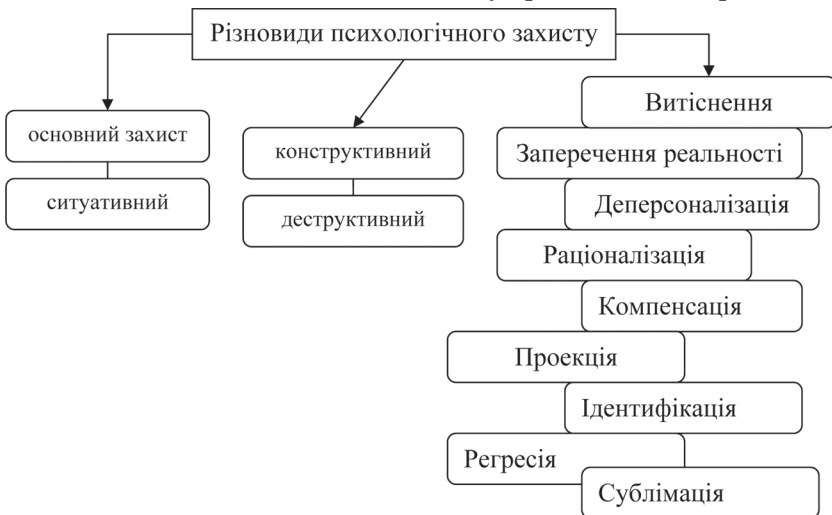 Різновиди психологічного захисту
основний захист
ситуативний
конструктивний
деструктивний
Витіснення
Заперечення реальності
Деперсоналізація
Раціоналізація
Компенсація
Проекція
Ідентифікація
Регресія
Сублімація